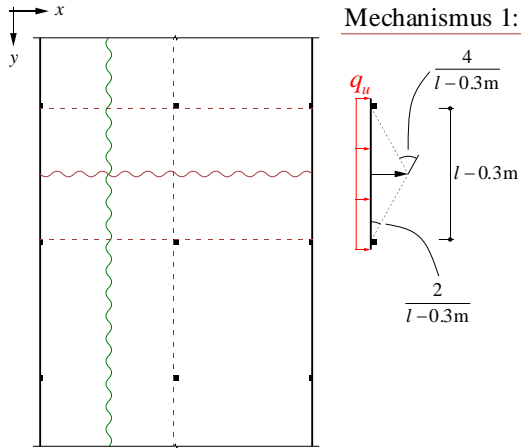 x
y
Mechanismus 1:
q_u
4
l – 0.3m
l – 0.3m
2
l – 0.3m